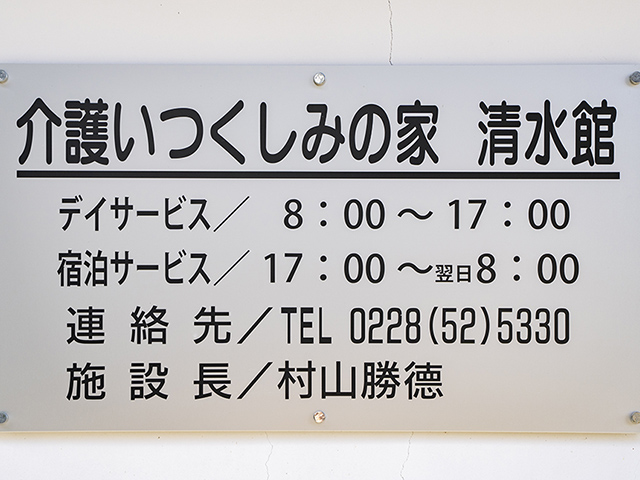 介護いつくしみの家 清水館
デイサービス／ 8：00〜17：00
宿泊サービス／17：00〜翌日8：00
連絡先／TEL 0228(52)5330
施設長／村山勝德